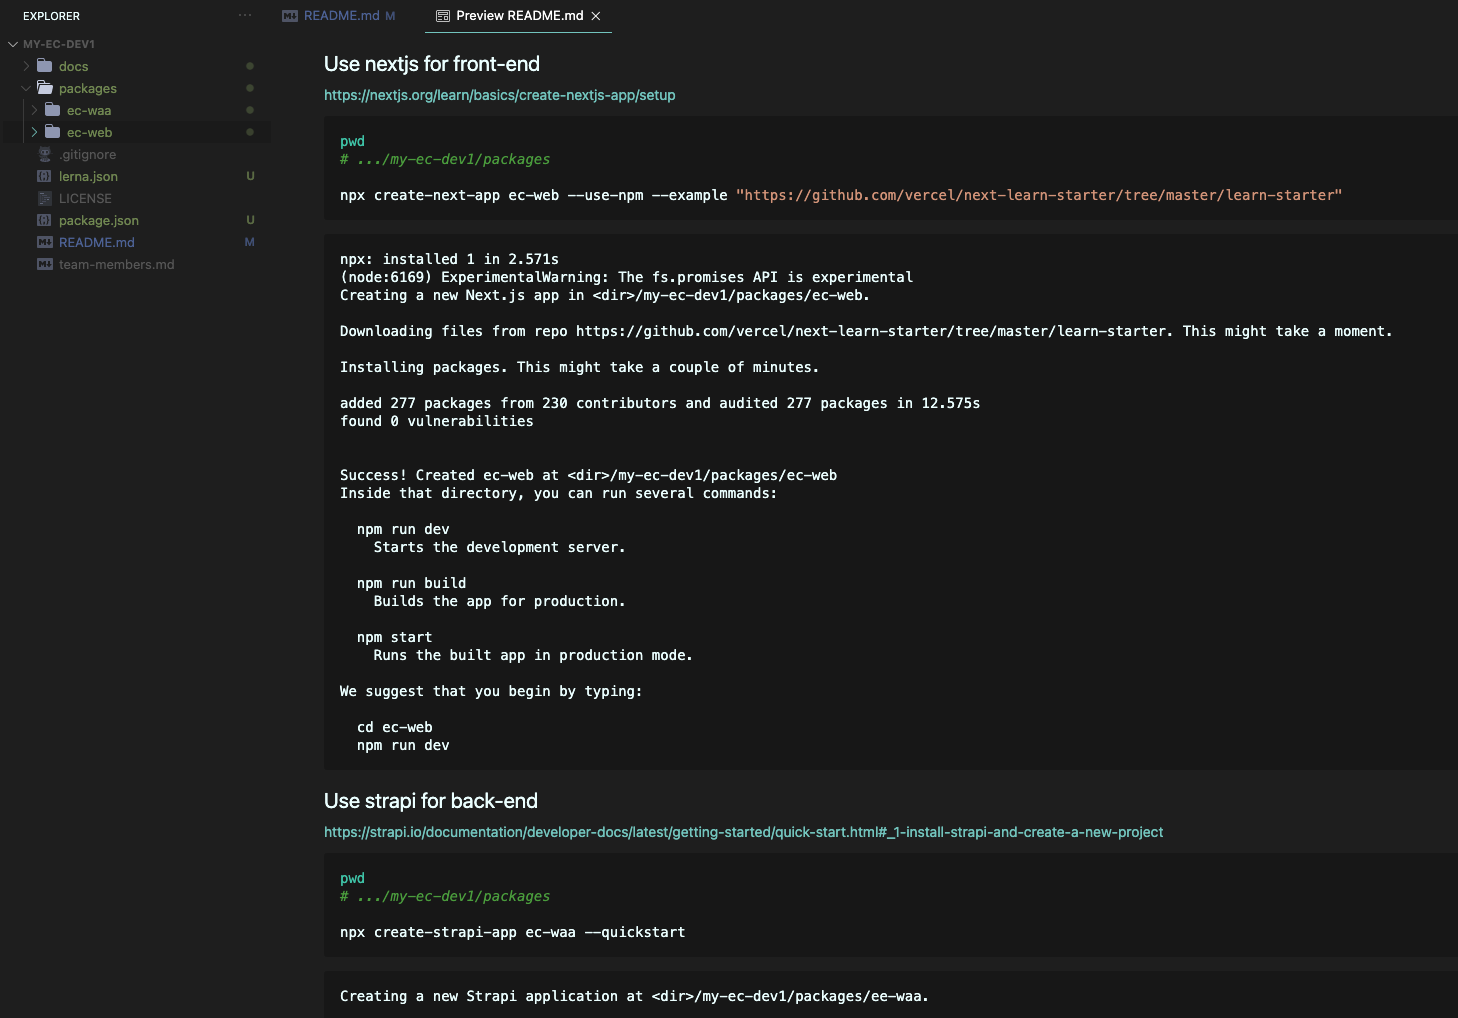 EXPLORER
···
README.md M
Preview README.md ×
MY-EC-DEV1
docs
packages
ec-waa
ec-web
.gitignore
lerna.json U
LICENSE
package.json U
README.md M
team-members.md
Use nextjs for front-end
https://nextjs.org/learn/basics/create-nextjs-app/setup
pwd
# .../my-ec-dev1/packages
npx create-next-app ec-web --use-npm --example "https://github.com/vercel/next-learn-starter/tree/master/learn-starter"
npx: installed 1 in 2.571s
(node:6169) ExperimentalWarning: The fs.promises API is experimental
Creating a new Next.js app in <dir>/my-ec-dev1/packages/ec-web.
Downloading files from repo https://github.com/vercel/next-learn-starter/tree/master/learn-starter. This might take a moment.
Installing packages. This might take a couple of minutes.
added 277 packages from 230 contributors and audited 277 packages in 12.575s
found 0 vulnerabilities
Success! Created ec-web at <dir>/my-ec-dev1/packages/ec-web
Inside that directory, you can run several commands:
npm run dev
Starts the development server.
npm run build
Builds the app for production.
npm start
Runs the built app in production mode.
We suggest that you begin by typing:
cd ec-web
npm run dev
Use strapi for back-end
https://strapi.io/documentation/developer-docs/latest/getting-started/quick-start.html#_1-install-strapi-and-create-a-new-project
pwd
# .../my-ec-dev1/packages
npx create-strapi-app ec-waa --quickstart
Creating a new Strapi application at <dir>/my-ec-dev1/packages/ee-waa.